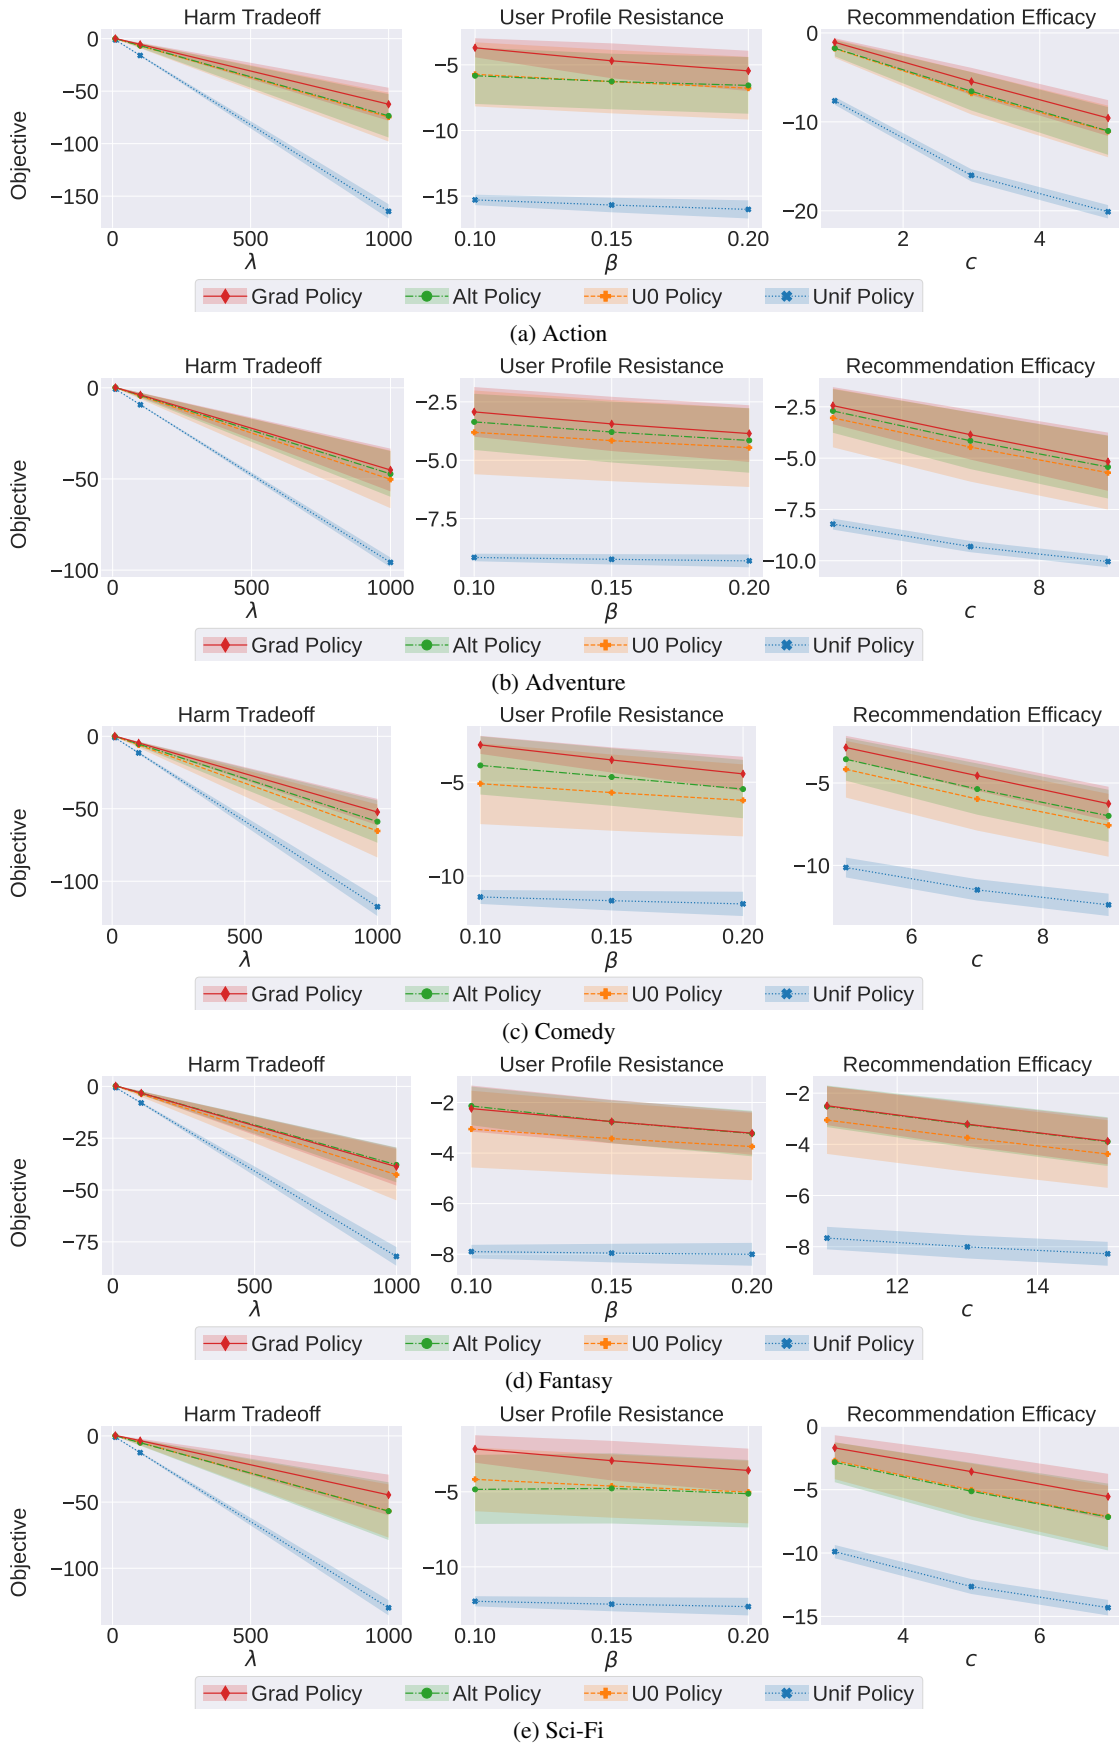 Harm Tradeoff User Profile Resistance Recommendation Efficacy
Objective
0 −50 −100 −150
−5 −10 −15
0 −10 −20
0 500 1000 0.10 0.15 0.20 2 4
λ β c
Grad Policy Alt Policy U0 Policy Unif Policy
(a) Action
Harm Tradeoff User Profile Resistance Recommendation Efficacy
Objective
0 −50 −100
−2.5 −5.0 −7.5
−2.5 −5.0 −7.5 −10.0
0 500 1000 0.10 0.15 0.20 6 8
λ β c
Grad Policy Alt Policy U0 Policy Unif Policy
(b) Adventure
Harm Tradeoff User Profile Resistance Recommendation Efficacy
Objective
0 −50 −100
−5 −10
−5 −10
0 500 1000 0.10 0.15 0.20 6 8
λ β c
Grad Policy Alt Policy U0 Policy Unif Policy
(c) Comedy
Harm Tradeoff User Profile Resistance Recommendation Efficacy
Objective
0 −25 −50 −75
−2 −4 −6 −8
−2 −4 −6 −8
0 500 1000 0.10 0.15 0.20 12 14
λ β c
Grad Policy Alt Policy U0 Policy Unif Policy
(d) Fantasy
Harm Tradeoff User Profile Resistance Recommendation Efficacy
Objective
0 −50 −100
−5 −10
0 −5 −10 −15
0 500 1000 0.10 0.15 0.20 4 6
λ β c
Grad Policy Alt Policy U0 Policy Unif Policy
(e) Sci-Fi